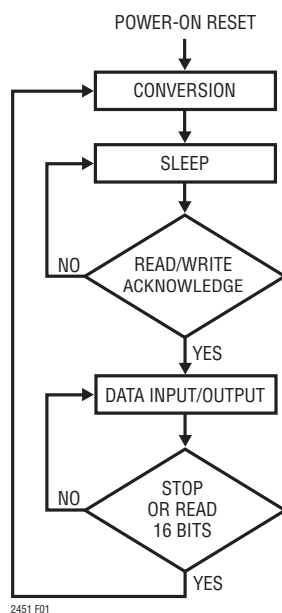 POWER-ON RESET
CONVERSION
SLEEP
NO
READ/WRITE
ACKNOWLEDGE
YES
DATA INPUT/OUTPUT
NO
STOP
OR READ
16 BITS
YES
2451 F01